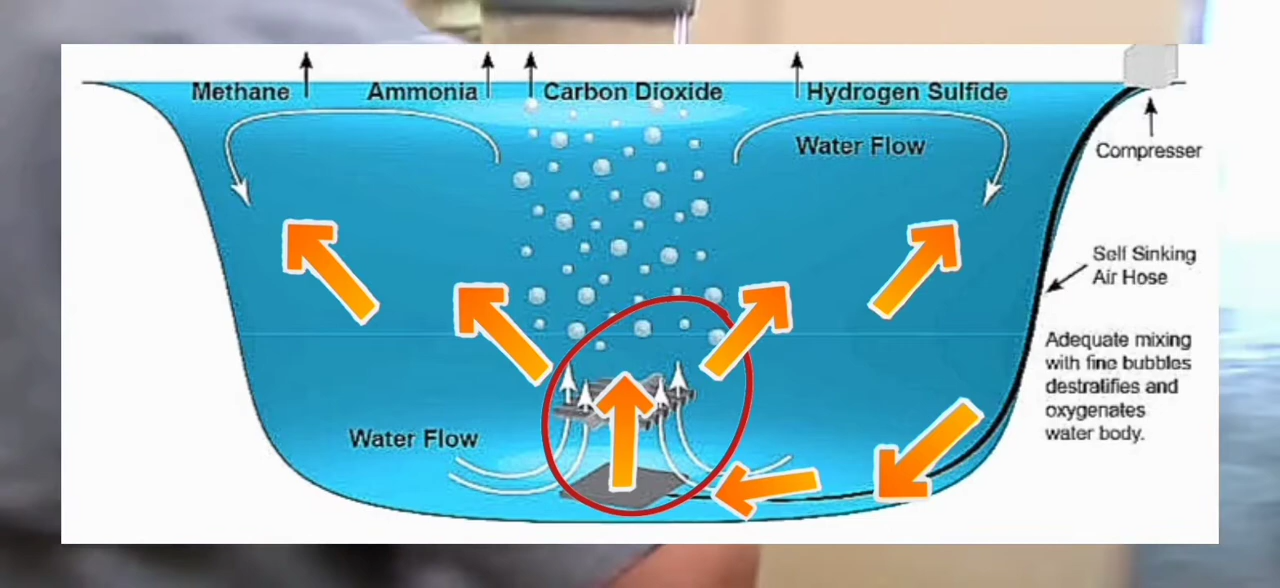 Methane
Ammonia
Carbon Dioxide
Hydrogen Sulfide
Water Flow
Compresser
Self Sinking
Air Hose
Adequate mixing
with fine bubbles
destralifies and
oxygenates
water body.
Water Flow